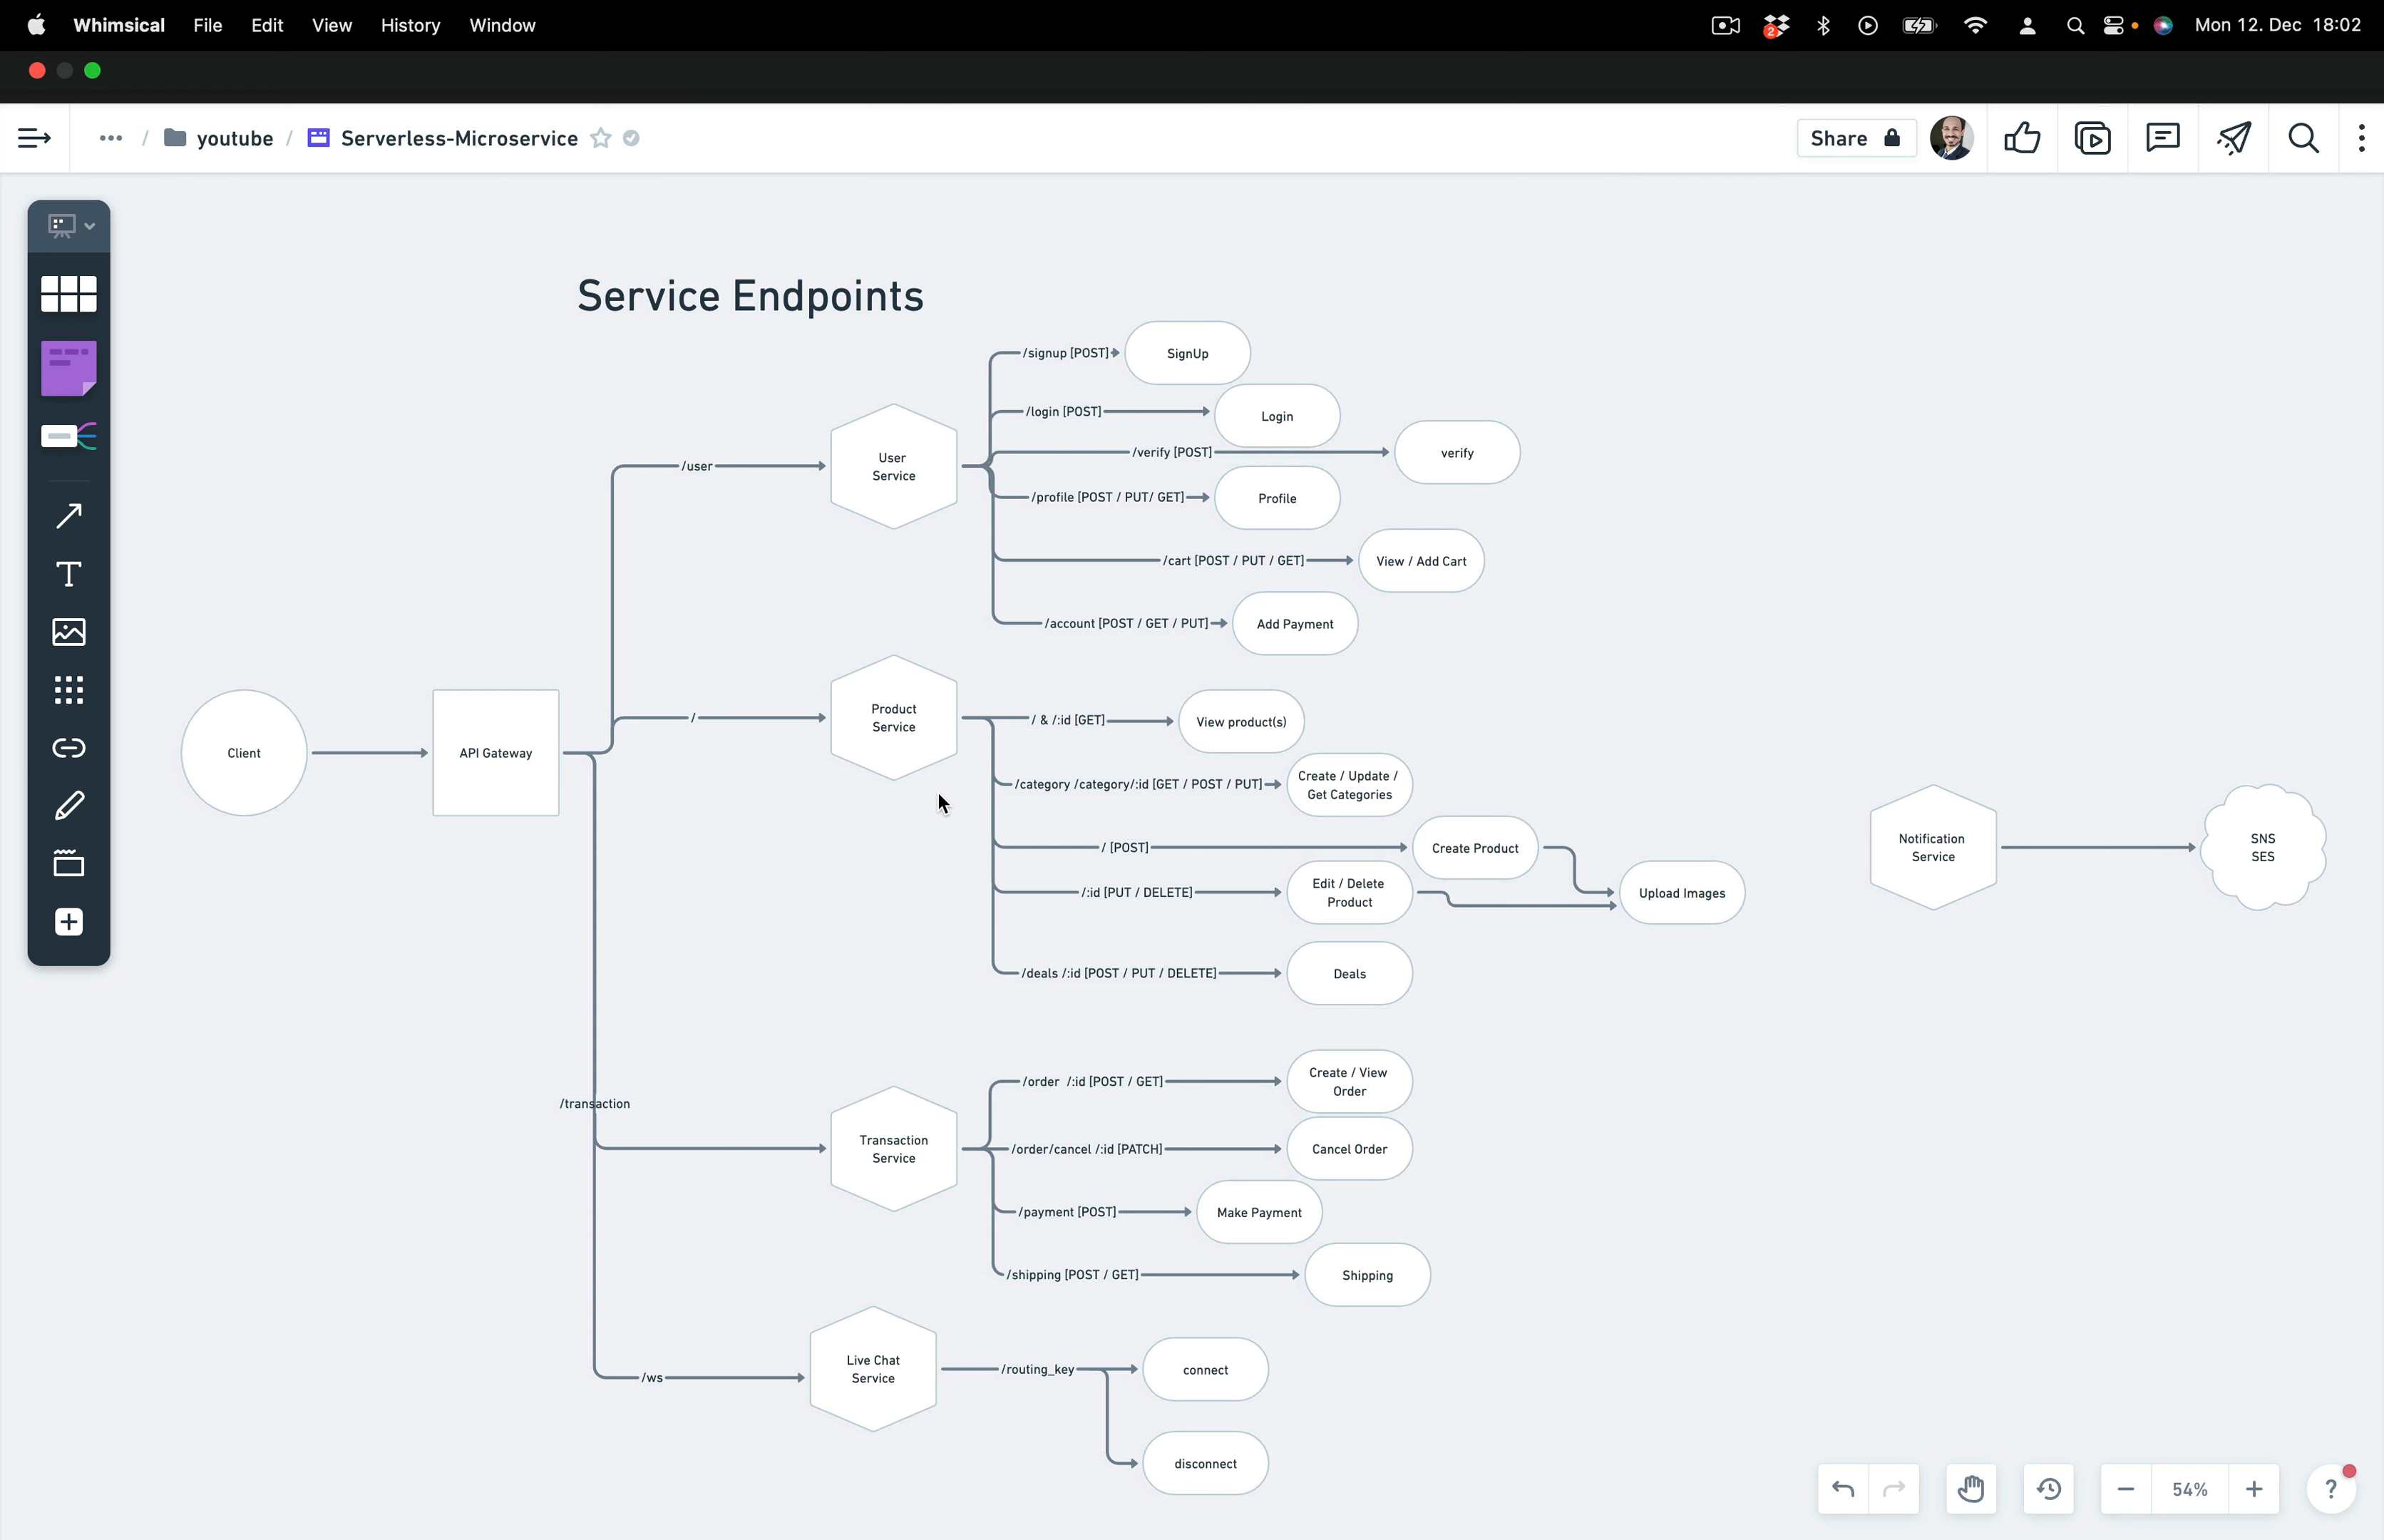 Whimsical File Edit View History Window
2
Mon 12. Dec 18:02
youtube / Serverless-Microservice
Share
Service Endpoints
/signup [POST]
SignUp
/login [POST]
Login
/verify [POST]
verify
/user
User
Service
/profile [POST / PUT/ GET]
Profile
/cart [POST / PUT / GET]
View / Add Cart
/account [POST / GET / PUT]
Add Payment
Client
API Gateway
/
Product
Service
/ & /:id [GET]
View product(s)
/category /category/:id [GET / POST / PUT]
Create / Update /
Get Categories
/ [POST]
Create Product
/:id [PUT / DELETE]
Edit / Delete
Product
Upload Images
Notification
Service
SNS
SES
/deals /:id [POST / PUT / DELETE]
Deals
/transaction
Transaction
Service
/order /:id [POST / GET]
Create / View
Order
/order/cancel /:id [PATCH]
Cancel Order
/payment [POST]
Make Payment
/shipping [POST / GET]
Shipping
/ws
Live Chat
Service
/routing_key
connect
disconnect
54%
?